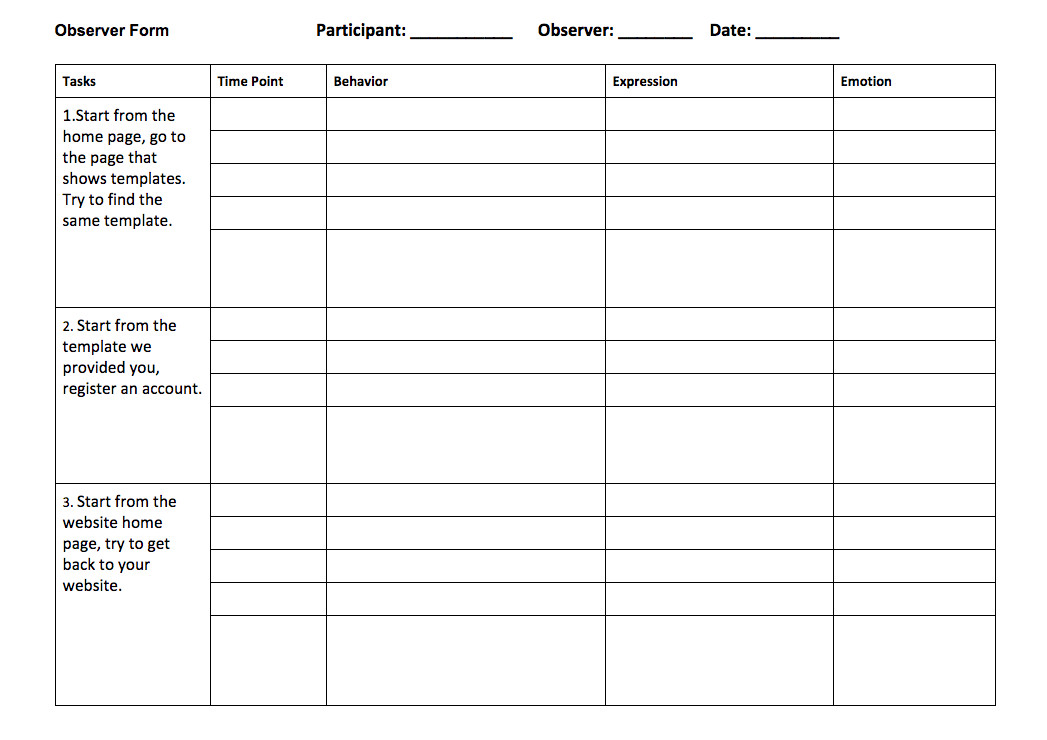 Observer Form Participant: ___________ Observer: ________ Date: _________
Tasks Time Point Behavior Expression Emotion
1.Start from the
home page, go to
the page that
shows templates.
Try to find the
same template.
2. Start from the
template we
provided you,
register an account.
3. Start from the
website home
page, try to get
back to your
website.